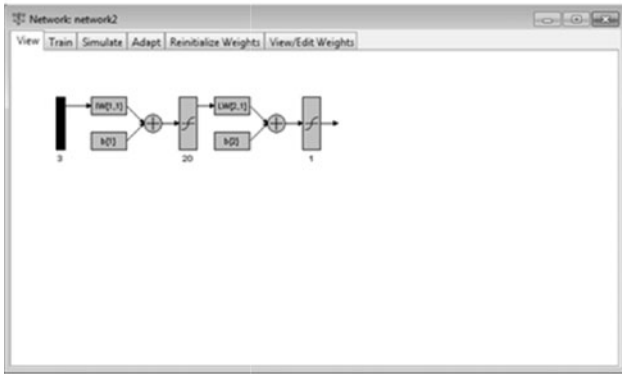 Network: network2
View Train Simulate Adapt Reinitialize Weights View/Edit Weights
IW{1,1} LW{2,1}
b{1} b{2}
3 20 1